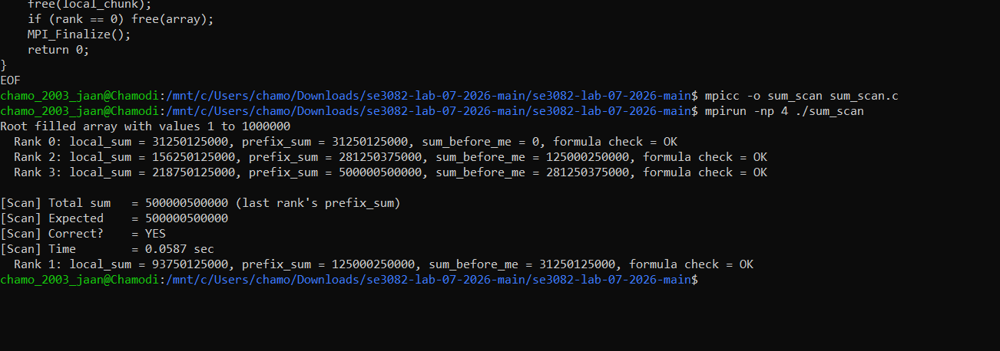 free(local_chunk);
    if (rank == 0) free(array);
    MPI_Finalize();
    return 0;
}
EOF
chamo_2003_jaan@Chamodi:/mnt/c/Users/chamo/Downloads/se3082-lab-07-2026-main/se3082-lab-07-2026-main$ mpicc -o sum_scan sum_scan.c
chamo_2003_jaan@Chamodi:/mnt/c/Users/chamo/Downloads/se3082-lab-07-2026-main/se3082-lab-07-2026-main$ mpirun -np 4 ./sum_scan
Root filled array with values 1 to 1000000
  Rank 0: local_sum = 31250125000, prefix_sum = 31250125000, sum_before_me = 0, formula check = OK
  Rank 2: local_sum = 156250125000, prefix_sum = 281250375000, sum_before_me = 125000250000, formula check = OK
  Rank 3: local_sum = 218750125000, prefix_sum = 500000500000, sum_before_me = 281250375000, formula check = OK

[Scan] Total sum   = 500000500000 (last rank's prefix_sum)
[Scan] Expected    = 500000500000
[Scan] Correct?    = YES
[Scan] Time        = 0.0587 sec
  Rank 1: local_sum = 93750125000, prefix_sum = 125000250000, sum_before_me = 31250125000, formula check = OK
chamo_2003_jaan@Chamodi:/mnt/c/Users/chamo/Downloads/se3082-lab-07-2026-main/se3082-lab-07-2026-main$